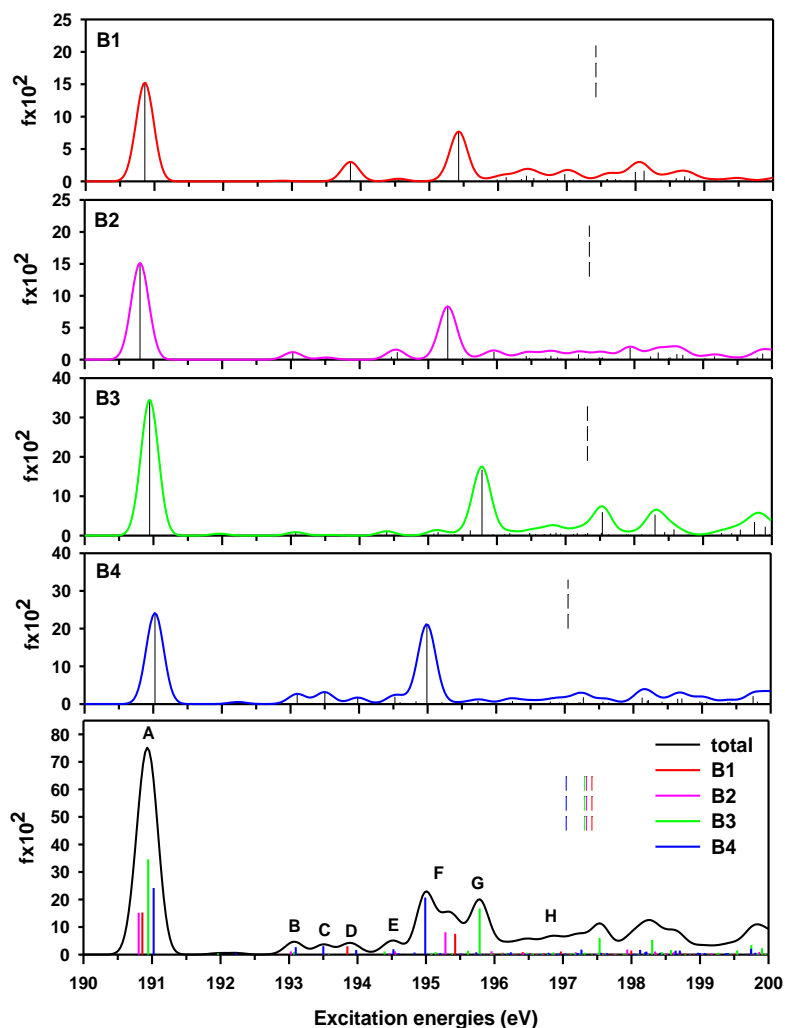 25
20
15
10
5
0
fx10²
B1
25
20
15
10
5
0
fx10²
B2
40
30
20
10
0
fx10²
B3
40
30
20
10
0
fx10²
B4
80
70
60
50
40
30
20
10
0
fx10²
A
B
C
D
E
F
G
H
total
B1
B2
B3
B4
190 191 192 193 194 195 196 197 198 199 200
Excitation energies (eV)